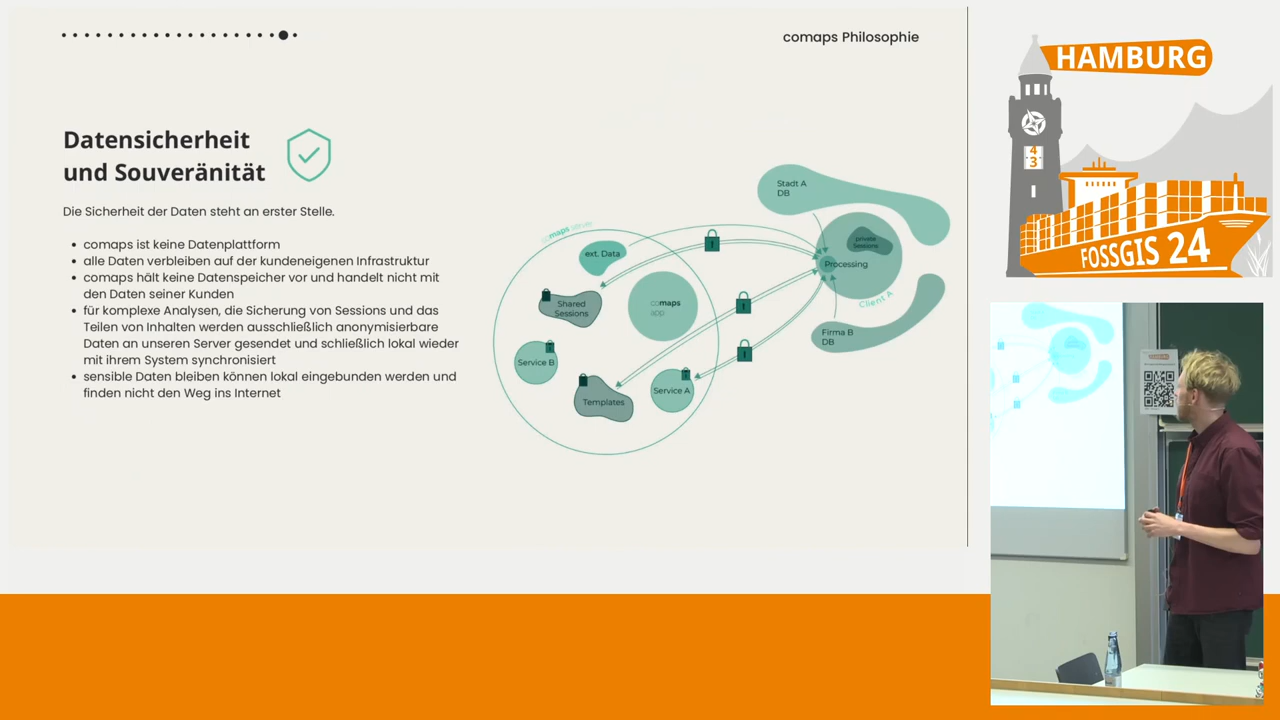 comaps Philosophie
Datensicherheit
und Souveränität
Die Sicherheit der Daten steht an erster Stelle.
• comaps ist keine Datenplattform
• alle Daten verbleiben auf der kundeneigenen Infrastruktur
• comaps hält keine Datenspeicher vor und handelt nicht mit
den Daten seiner Kunden
• für komplexe Analysen, die Sicherung von Sessions und das
Teilen von Inhalten werden ausschließlich anonymisierbare
Daten an unseren Server gesendet und schließlich lokal wieder
mit ihrem System synchronisiert
• sensible Daten bleiben können lokal eingebunden werden und
finden nicht den Weg ins Internet
comaps
ext. Data
Shared
Sessions
comaps
app
Service B
Templates
Service A
Stadt A
DB
private
Sessions
Processing
Client A
Firma B
DB
HAMBURG
4
3
FOSSGIS 24